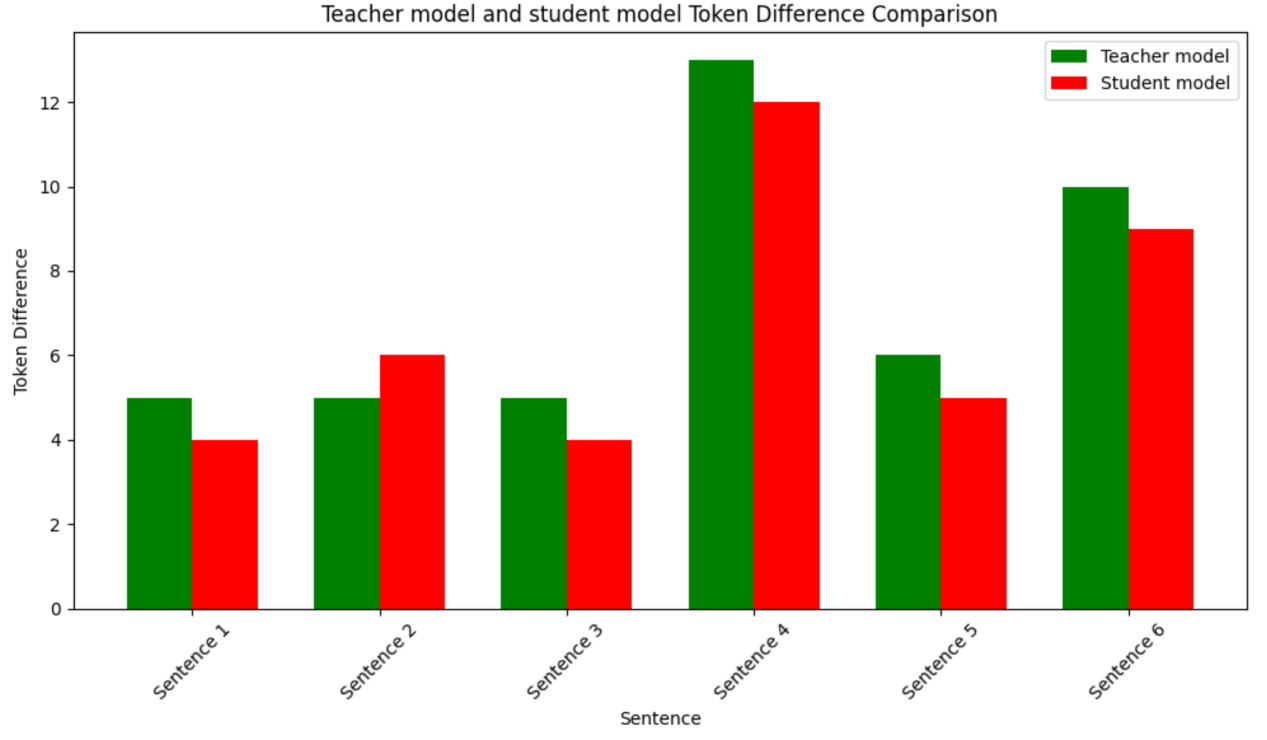 Teacher model and student model Token Difference Comparison
Teacher model
Student model
Token Difference
12
10
8
6
4
2
0
Sentence 1
Sentence 2
Sentence 3
Sentence 4
Sentence 5
Sentence 6
Sentence